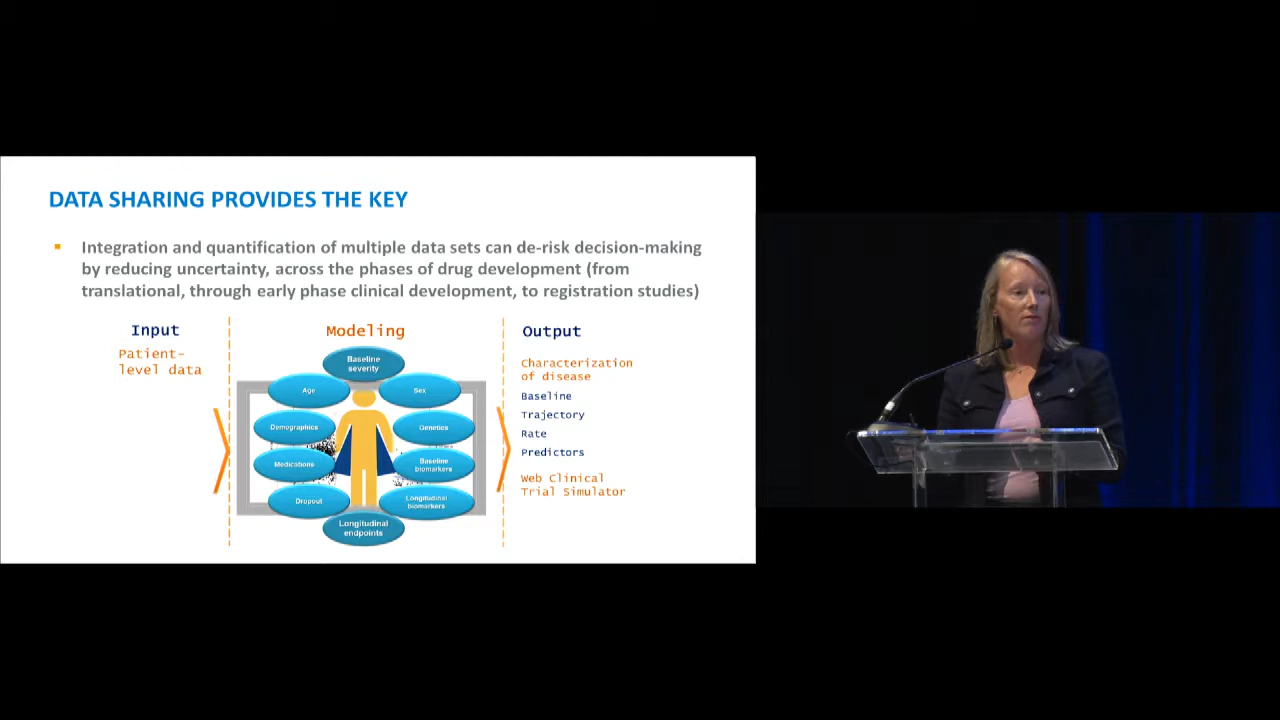 DATA SHARING PROVIDES THE KEY
▪ Integration and quantification of multiple data sets can de-risk decision-making
by reducing uncertainty, across the phases of drug development (from
translational, through early phase clinical development, to registration studies)
Input
Patient-
level data
Modeling
Baseline
severity
Age
Sex
Demographics
Genetics
Medications
Baseline
biomarkers
Dropout
Longitudinal
biomarkers
Longitudinal
endpoints
Output
Characterization
of disease
Baseline
Trajectory
Rate
Predictors
Web Clinical
Trial Simulator